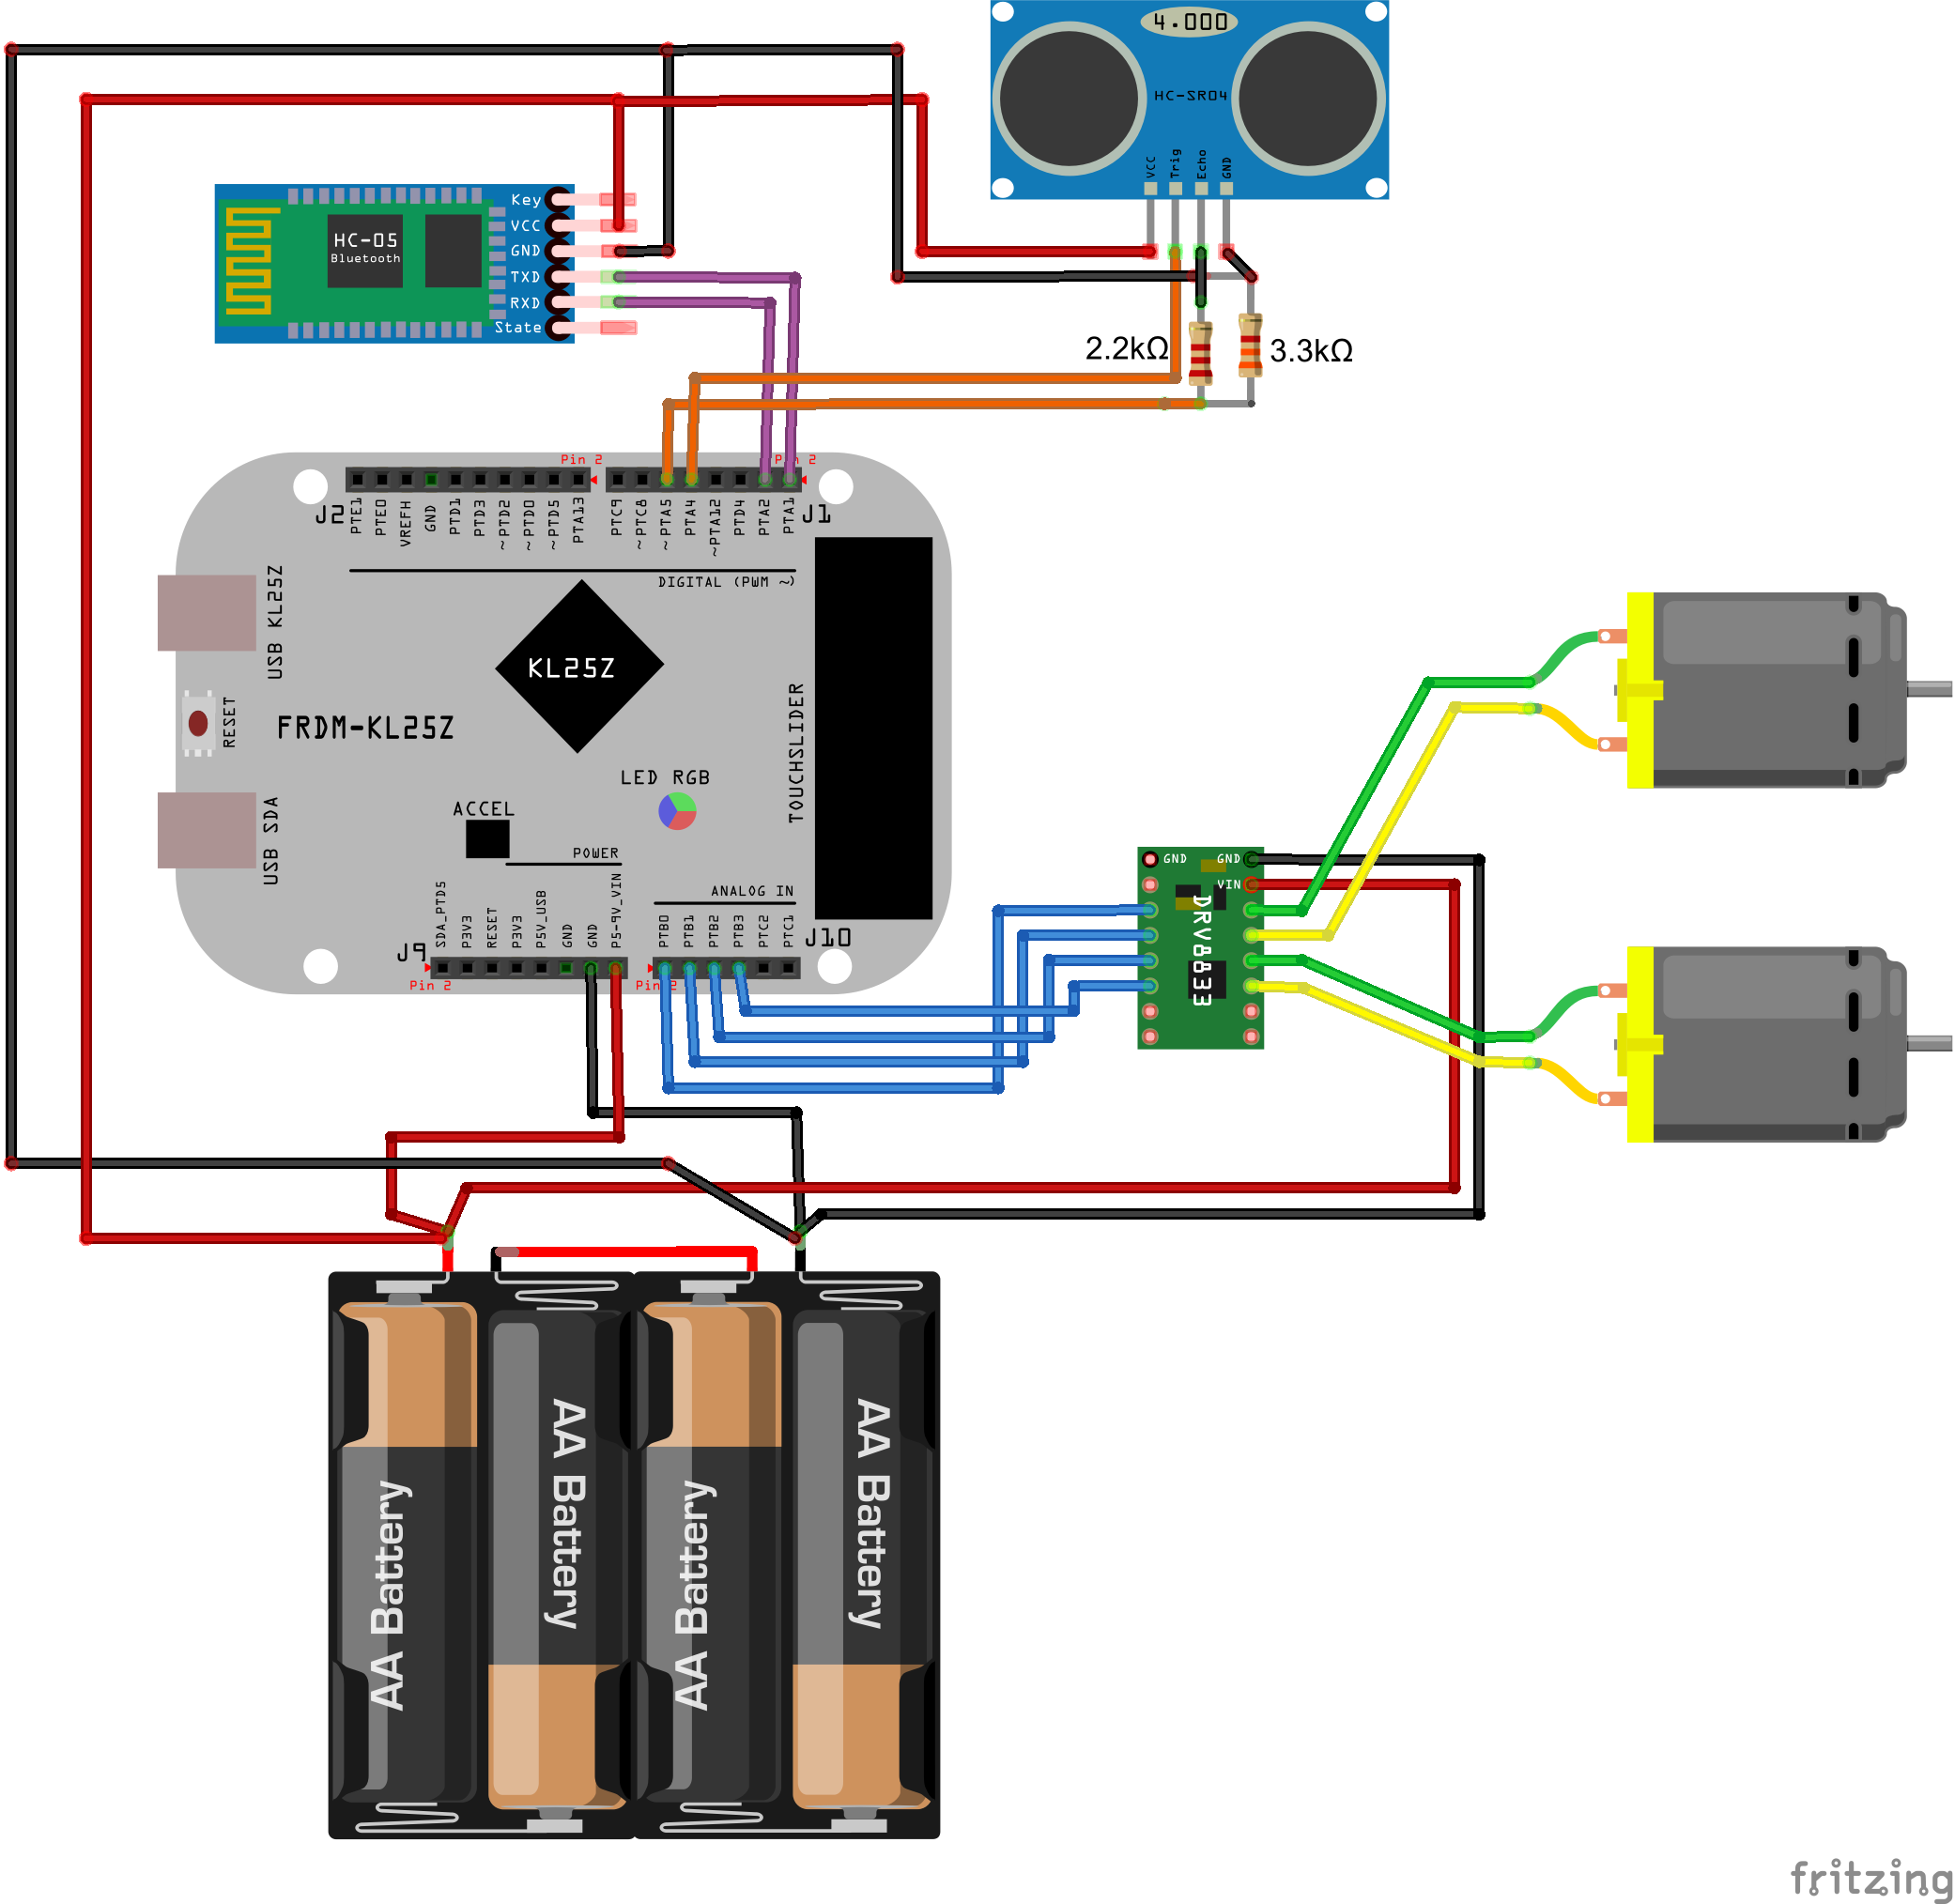 4.000
HC-SR04
VCC
Trig
Echo
GND
HC-05
Bluetooth
Key
VCC
GND
TXD
RXD
State
2.2kΩ
3.3kΩ
Pin 2
Pin 2
J2
PTE1
PTE0
VREFH
GND
PTD1
PTD3
~PTD2
~PTD0
~PTD5
PTA13
PTC9
~PTC8
~PTA5
PTA4
~PTA12
PTD4
PTA2
PTA1
J1
DIGITAL (PWM ~)
USB KL25Z
KL25Z
RESET
FRDM-KL25Z
TOUCHSLIDER
LED RGB
ACCEL
USB SDA
POWER
ANALOG IN
J9
SDA_PTD5
P3V3
RESET
P3V3
P5V_USB
GND
GND
P5-9V_VIN
PTB0
PTB1
PTB2
PTB3
PTC2
PTC1
J10
Pin 2
Pin 2
GND
GND
VIN
DRV8833
AA Battery
AA Battery
AA Battery
AA Battery
fritzing